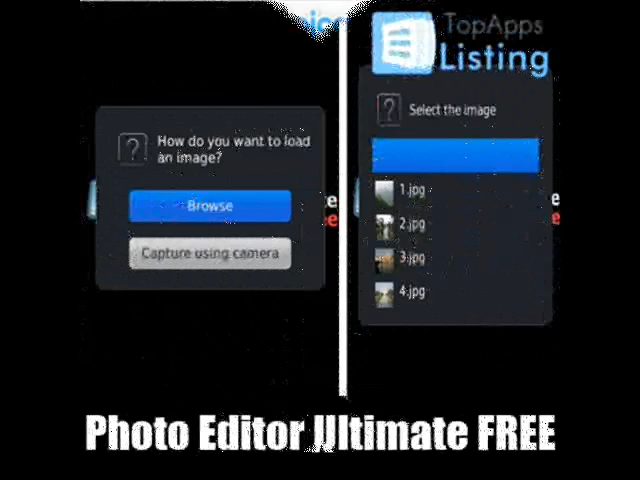 TopApps
Listing
How do you want to load
an image?
Browse
Capture using camera
Select the image
1.jpg
2.jpg
3.jpg
4.jpg
Photo Editor Ultimate FREE